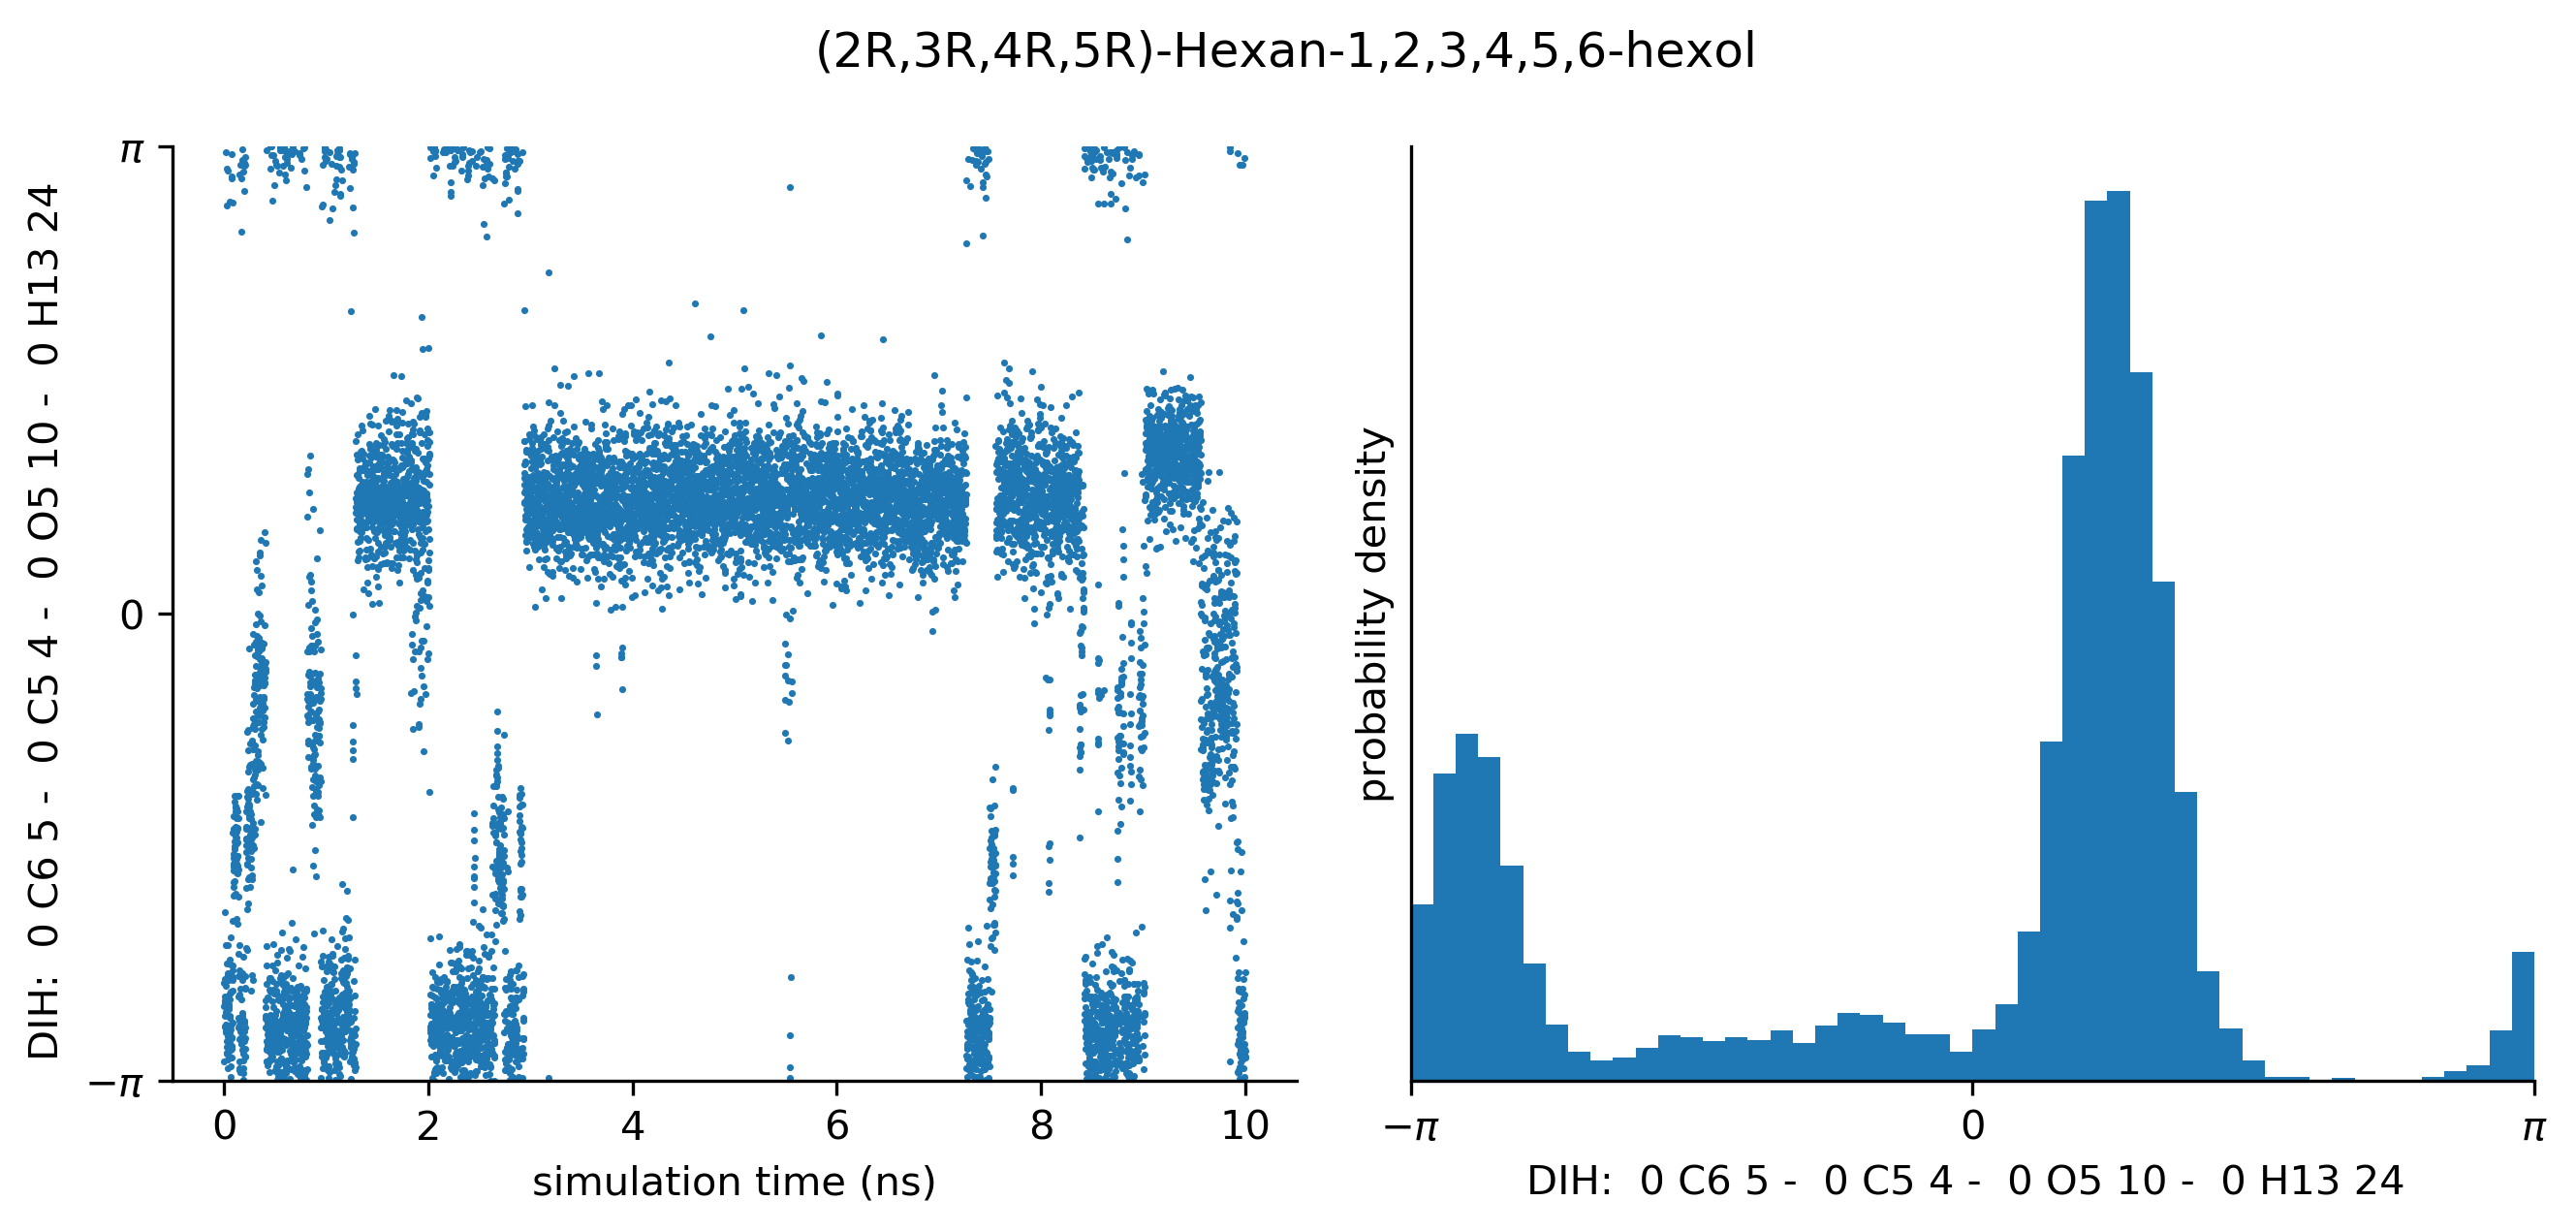 (2R,3R,4R,5R)-Hexan-1,2,3,4,5,6-hexol
DIH:  0 C6 5 -  0 C5 4 -  0 O5 10 -  0 H13 24
π
0
−π
0 2 4 6 8 10
simulation time (ns)
probability density
−π 0 π
DIH:  0 C6 5 -  0 C5 4 -  0 O5 10 -  0 H13 24